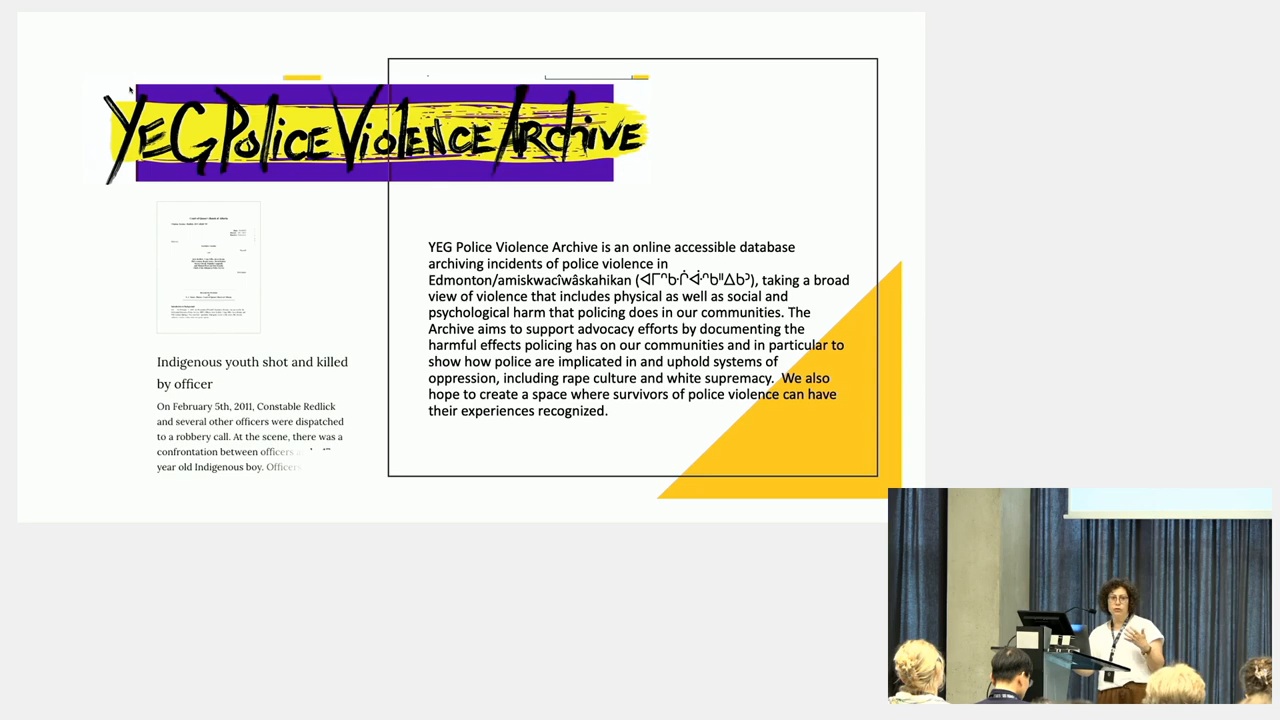 YEG Police Violence Archive
Indigenous youth shot and killed
by officer
On February 5th, 2011, Constable Redlick
and several other officers were dispatched
to a robbery call. At the scene, there was a
confrontation between officers
year old Indigenous boy. Officers
YEG Police Violence Archive is an online accessible database
archiving incidents of police violence in
Edmonton/amiskwacîwâskahikan (ᐊᒥᐢᑲᐧᒌᐚᐢᑲᐦᐃᑲᐣ), taking a broad
view of violence that includes physical as well as social and
psychological harm that policing does in our communities. The
Archive aims to support advocacy efforts by documenting the
harmful effects policing has on our communities and in particular to
show how police are implicated in and uphold systems of
oppression, including rape culture and white supremacy. We also
hope to create a space where survivors of police violence can have
their experiences recognized.